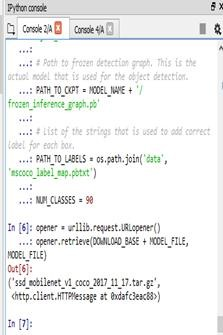 IPython console
Console 2/A
Console 4/A
...:
...: # Path to frozen detection graph. This is the
actual model that is used for the object detection.
...: PATH_TO_CKPT = MODEL_NAME + '/
frozen_inference_graph.pb'
...:
...: # List of the strings that is used to add correct
label for each box.
...: PATH_TO_LABELS = os.path.join('data',
'mscoco_label_map.pbtxt')
...:
...: NUM_CLASSES = 90
In [6]: opener = urllib.request.URLopener()
...: opener.retrieve(DOWNLOAD_BASE + MODEL_FILE,
MODEL_FILE)
Out[6]:
('ssd_mobilenet_v1_coco_2017_11_17.tar.gz',
<http.client.HTTPMessage at 0xdafc3eac88>)
In [7]: